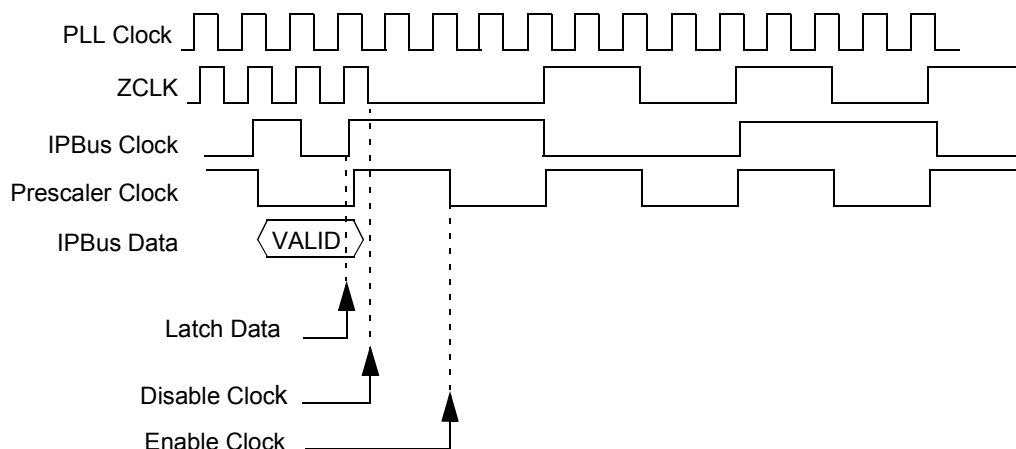 PLL Clock
ZCLK
IPBus Clock
Prescaler Clock
IPBus Data
VALID
Latch Data
Disable Clock
Enable Clock